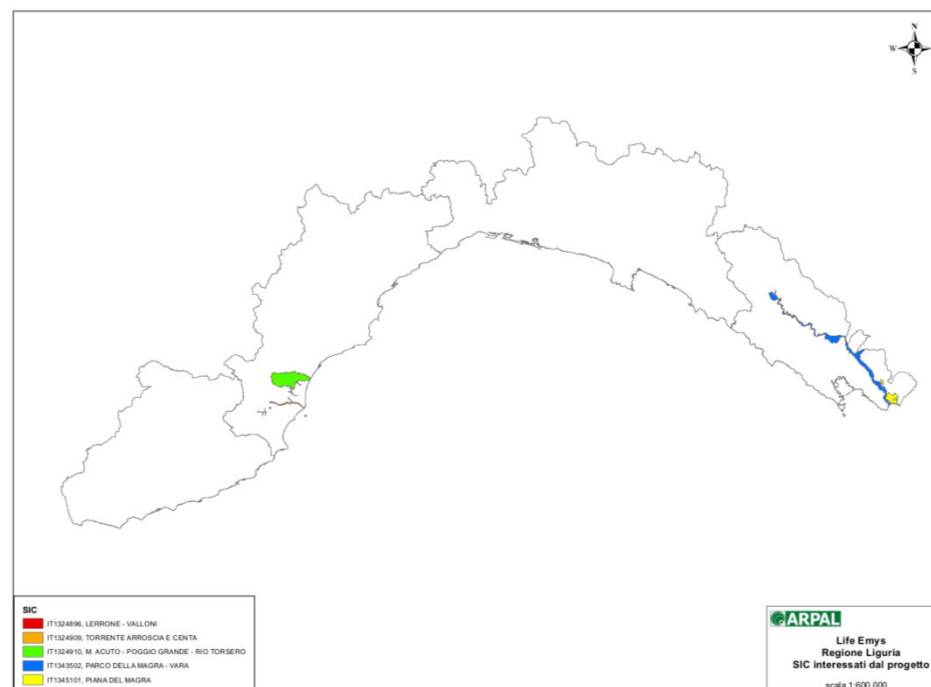 N
W
S
SIC
IT1324896, LERRONE - VALLONI
IT1324909, TORRENTE ARROSCIA E CENTA
IT1324910, M. ACUTO - POGGIO GRANDE - RIO TORSERO
IT1343502, PARCO DELLA MAGRA - VARA
IT1345101, PIANA DEL MAGRA
ARPAL
Life Emys
Regione Liguria
SIC interessati dal progetto
scala 1:600.000